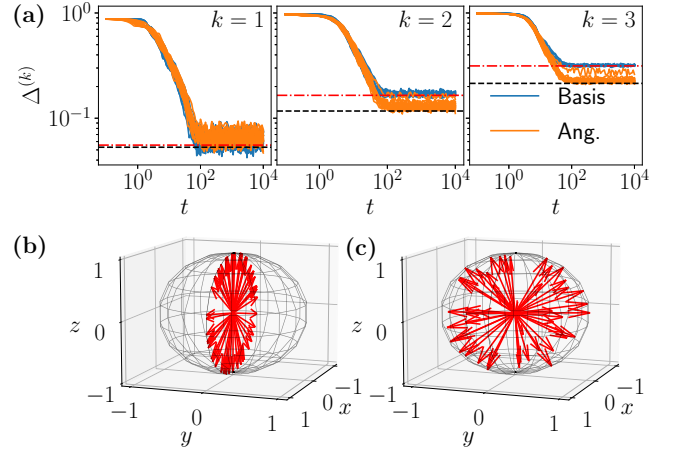 (a)
k = 1
k = 2
k = 3
Δ^(k)
10^0
10^-1
Basis
Ang.
10^0 10^2 10^4
10^0 10^2 10^4
10^0 10^2 10^4
t
t
t
(b)
(c)
1
0
−1
z
−1
0
1
y
−1
0
1
x
1
0
−1
z
−1
0
1
y
−1
0
1
x